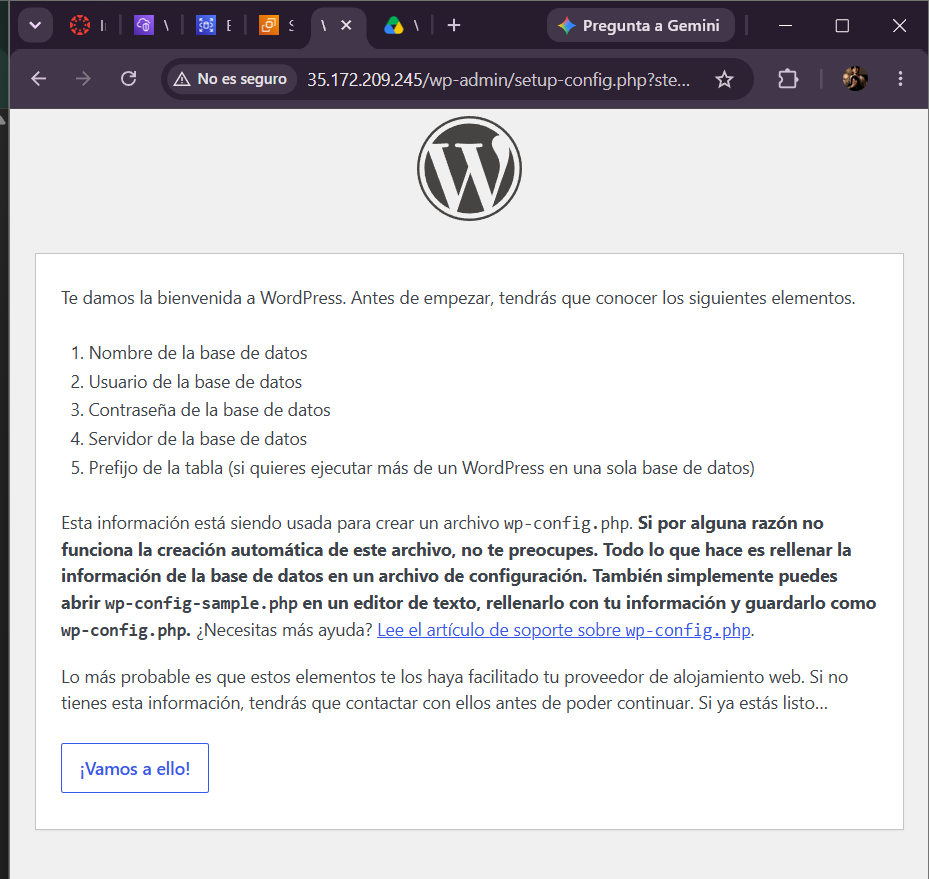 Pregunta a Gemini
No es seguro
35.172.209.245/wp-admin/setup-config.php?ste...
Te damos la bienvenida a WordPress. Antes de empezar, tendrás que conocer los siguientes elementos.
1. Nombre de la base de datos
2. Usuario de la base de datos
3. Contraseña de la base de datos
4. Servidor de la base de datos
5. Prefijo de la tabla (si quieres ejecutar más de un WordPress en una sola base de datos)
Esta información está siendo usada para crear un archivo wp-config.php. Si por alguna razón no
funciona la creación automática de este archivo, no te preocupes. Todo lo que hace es rellenar la
información de la base de datos en un archivo de configuración. También simplemente puedes
abrir wp-config-sample.php en un editor de texto, rellenarlo con tu información y guardarlo como
wp-config.php. ¿Necesitas más ayuda? Lee el artículo de soporte sobre wp-config.php.
Lo más probable es que estos elementos te los haya facilitado tu proveedor de alojamiento web. Si no
tienes esta información, tendrás que contactar con ellos antes de poder continuar. Si ya estás listo...
¡Vamos a ello!